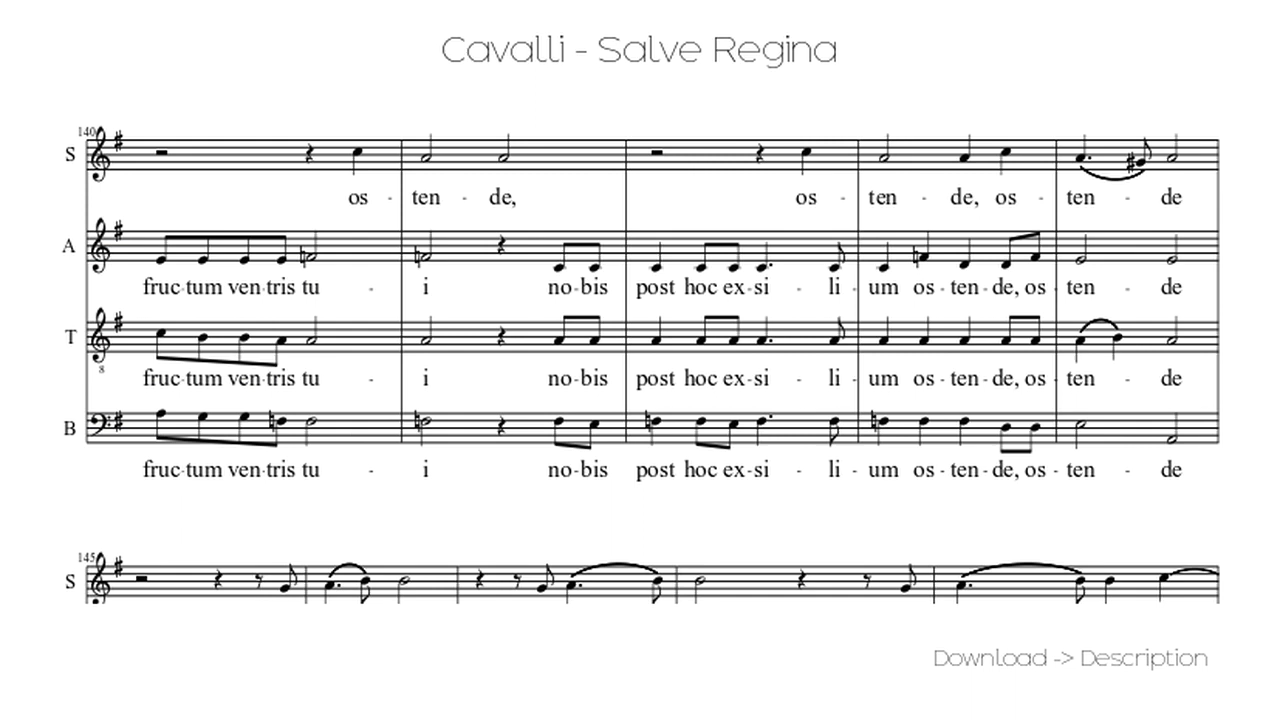 Cavalli - Salve Regina
140
S
os - ten - de, os - ten - de, os - ten - de
A
fruc-tum ven-tris tu - i no-bis post hoc ex-si - li - um os-ten-de, os - ten - de
T
8
fruc-tum ven-tris tu - i no-bis post hoc ex-si - li - um os-ten-de, os - ten - de
B
fruc-tum ven-tris tu - i no-bis post hoc ex-si - li - um os-ten-de, os - ten - de
145
S
Download -> Description